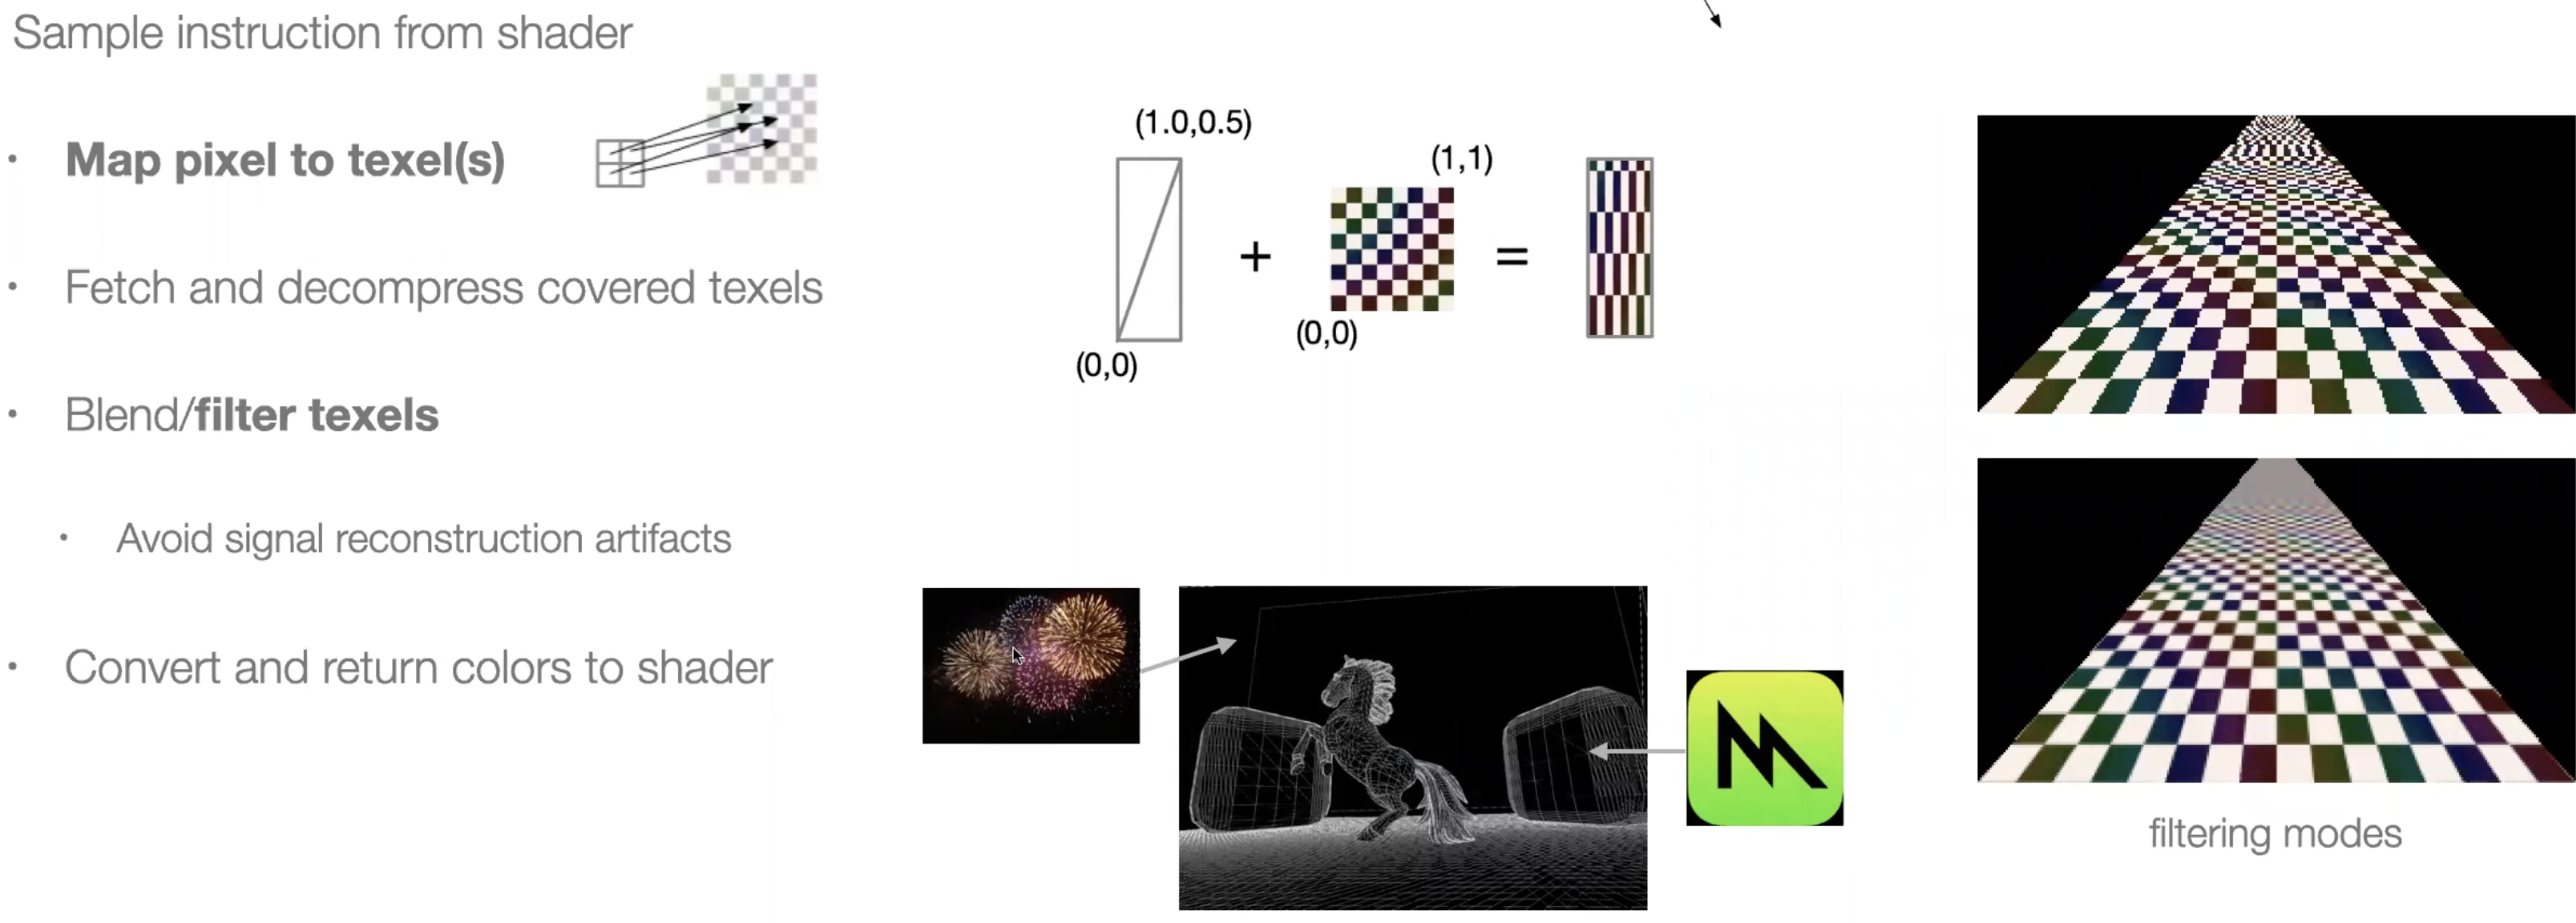 Sample instruction from shader
• Map pixel to texel(s)
• Fetch and decompress covered texels
• Blend/filter texels
• Avoid signal reconstruction artifacts
• Convert and return colors to shader
(1.0,0.5)
(1,1)
+
=
(0,0)
(0,0)
filtering modes